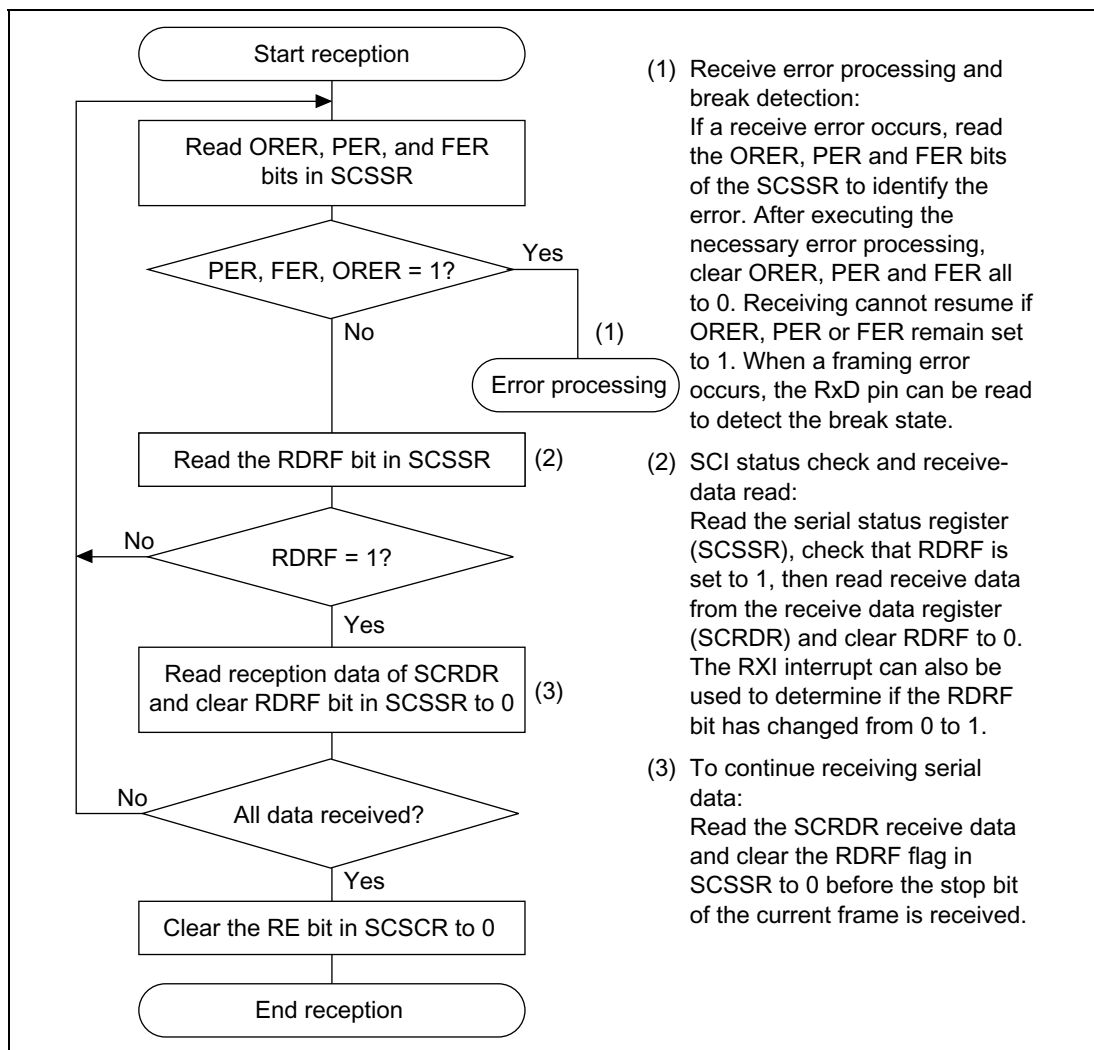 Start reception
Read ORER, PER, and FER
bits in SCSSR
PER, FER, ORER = 1?
Yes
No
(1)
Error processing
Read the RDRF bit in SCSSR
(2)
No
RDRF = 1?
Yes
Read reception data of SCRDR
and clear RDRF bit in SCSSR to 0
(3)
No
All data received?
Yes
Clear the RE bit in SCSCR to 0
End reception
(1) Receive error processing and
break detection:
If a receive error occurs, read
the ORER, PER and FER bits
of the SCSSR to identify the
error. After executing the
necessary error processing,
clear ORER, PER and FER all
to 0. Receiving cannot resume if
ORER, PER or FER remain set
to 1. When a framing error
occurs, the RxD pin can be read
to detect the break state.
(2) SCI status check and receive-
data read:
Read the serial status register
(SCSSR), check that RDRF is
set to 1, then read receive data
from the receive data register
(SCRDR) and clear RDRF to 0.
The RXI interrupt can also be
used to determine if the RDRF
bit has changed from 0 to 1.
(3) To continue receiving serial
data:
Read the SCRDR receive data
and clear the RDRF flag in
SCSSR to 0 before the stop bit
of the current frame is received.